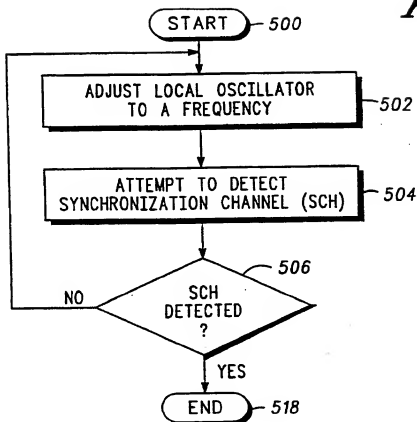 START
500
ADJUST LOCAL OSCILLATOR
TO A FREQUENCY
502
ATTEMPT TO DETECT
SYNCHRONIZATION CHANNEL (SCH)
504
506
SCH
DETECTED
?
NO
YES
END
518